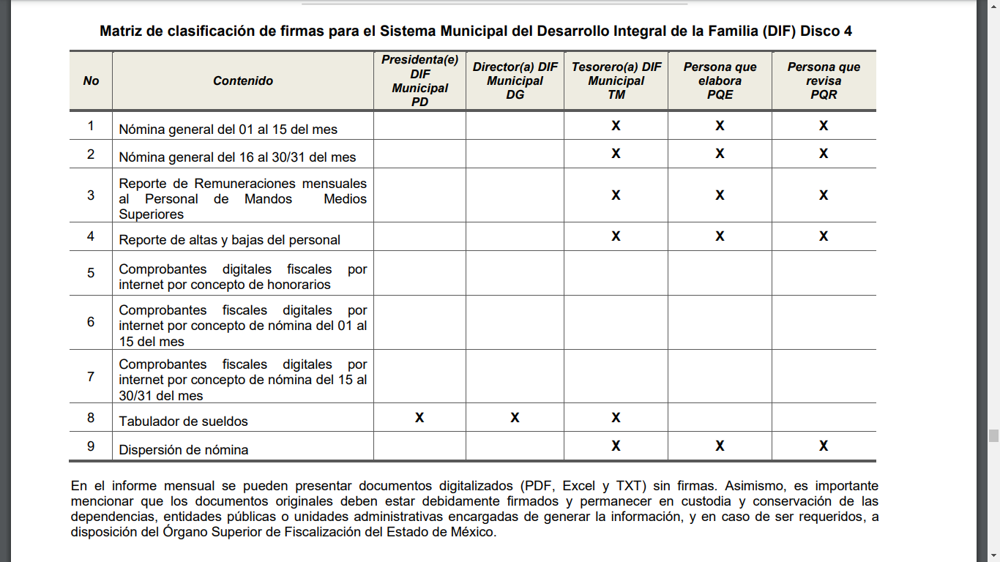 Matriz de clasificación de firmas para el Sistema Municipal del Desarrollo Integral de la Familia (DIF) Disco 4
No
Contenido
Presidenta(e)
DIF
Municipal
PD
Director(a) DIF
Municipal
DG
Tesorero(a) DIF
Municipal
TM
Persona que
elabora
PQE
Persona que
revisa
PQR
1 Nómina general del 01 al 15 del mes X X X
2 Nómina general del 16 al 30/31 del mes X X X
3 Reporte de Remuneraciones mensuales
al Personal de Mandos Medios
Superiores X X X
4 Reporte de altas y bajas del personal X X X
5 Comprobantes digitales fiscales por
internet por concepto de honorarios
6 Comprobantes fiscales digitales por
internet por concepto de nómina del 01 al
15 del mes
7 Comprobantes fiscales digitales por
internet por concepto de nómina del 15 al
30/31 del mes
8 Tabulador de sueldos X X X
9 Dispersión de nómina X X X
En el informe mensual se pueden presentar documentos digitalizados (PDF, Excel y TXT) sin firmas. Asimismo, es importante
mencionar que los documentos originales deben estar debidamente firmados y permanecer en custodia y conservación de las
dependencias, entidades públicas o unidades administrativas encargadas de generar la información, y en caso de ser requeridos, a
disposición del Órgano Superior de Fiscalización del Estado de México.